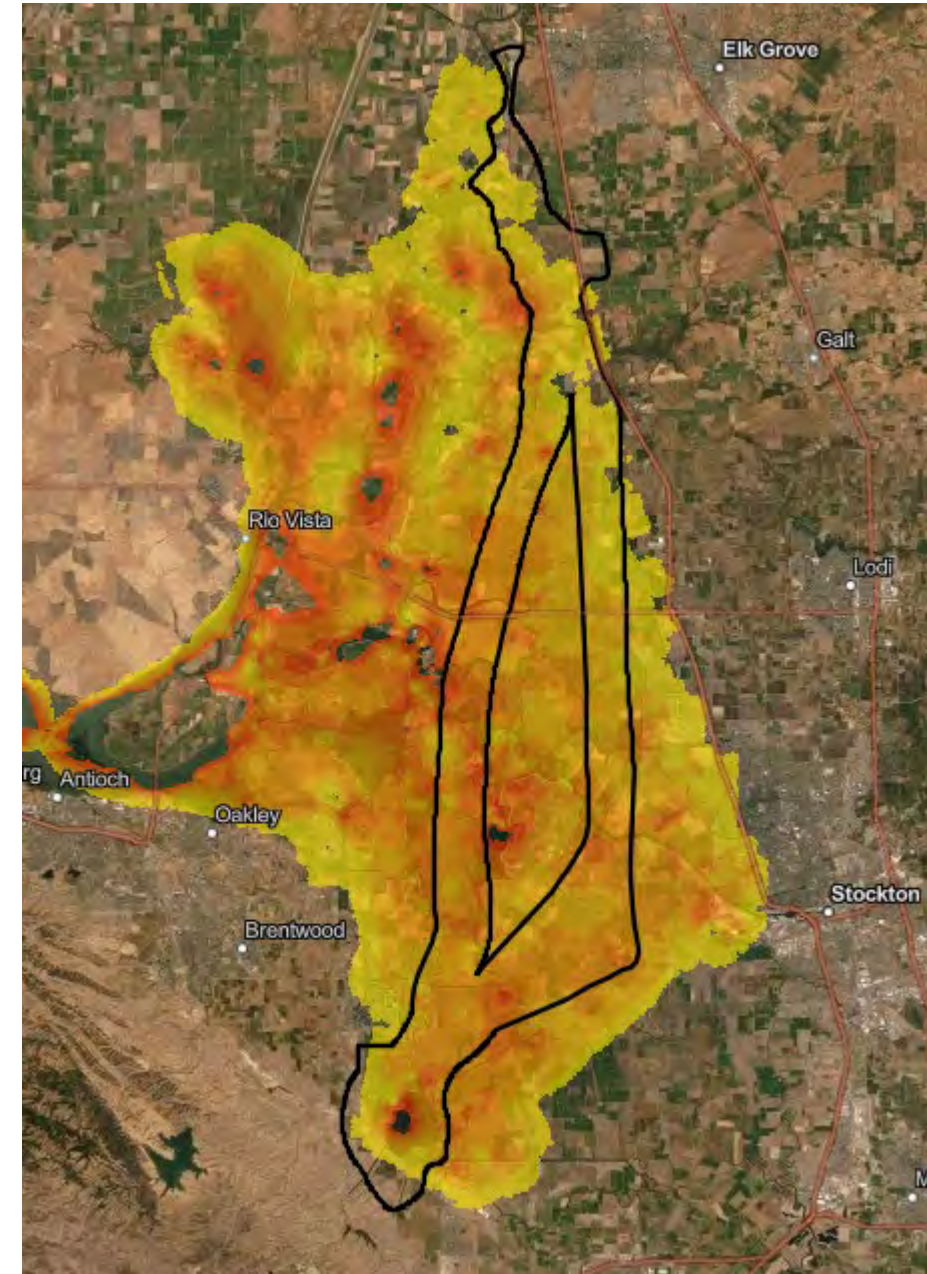 Elk Grove
Galt
Rio Vista
Lodi
rg
Antioch
Oakley
Stockton
Brentwood
M